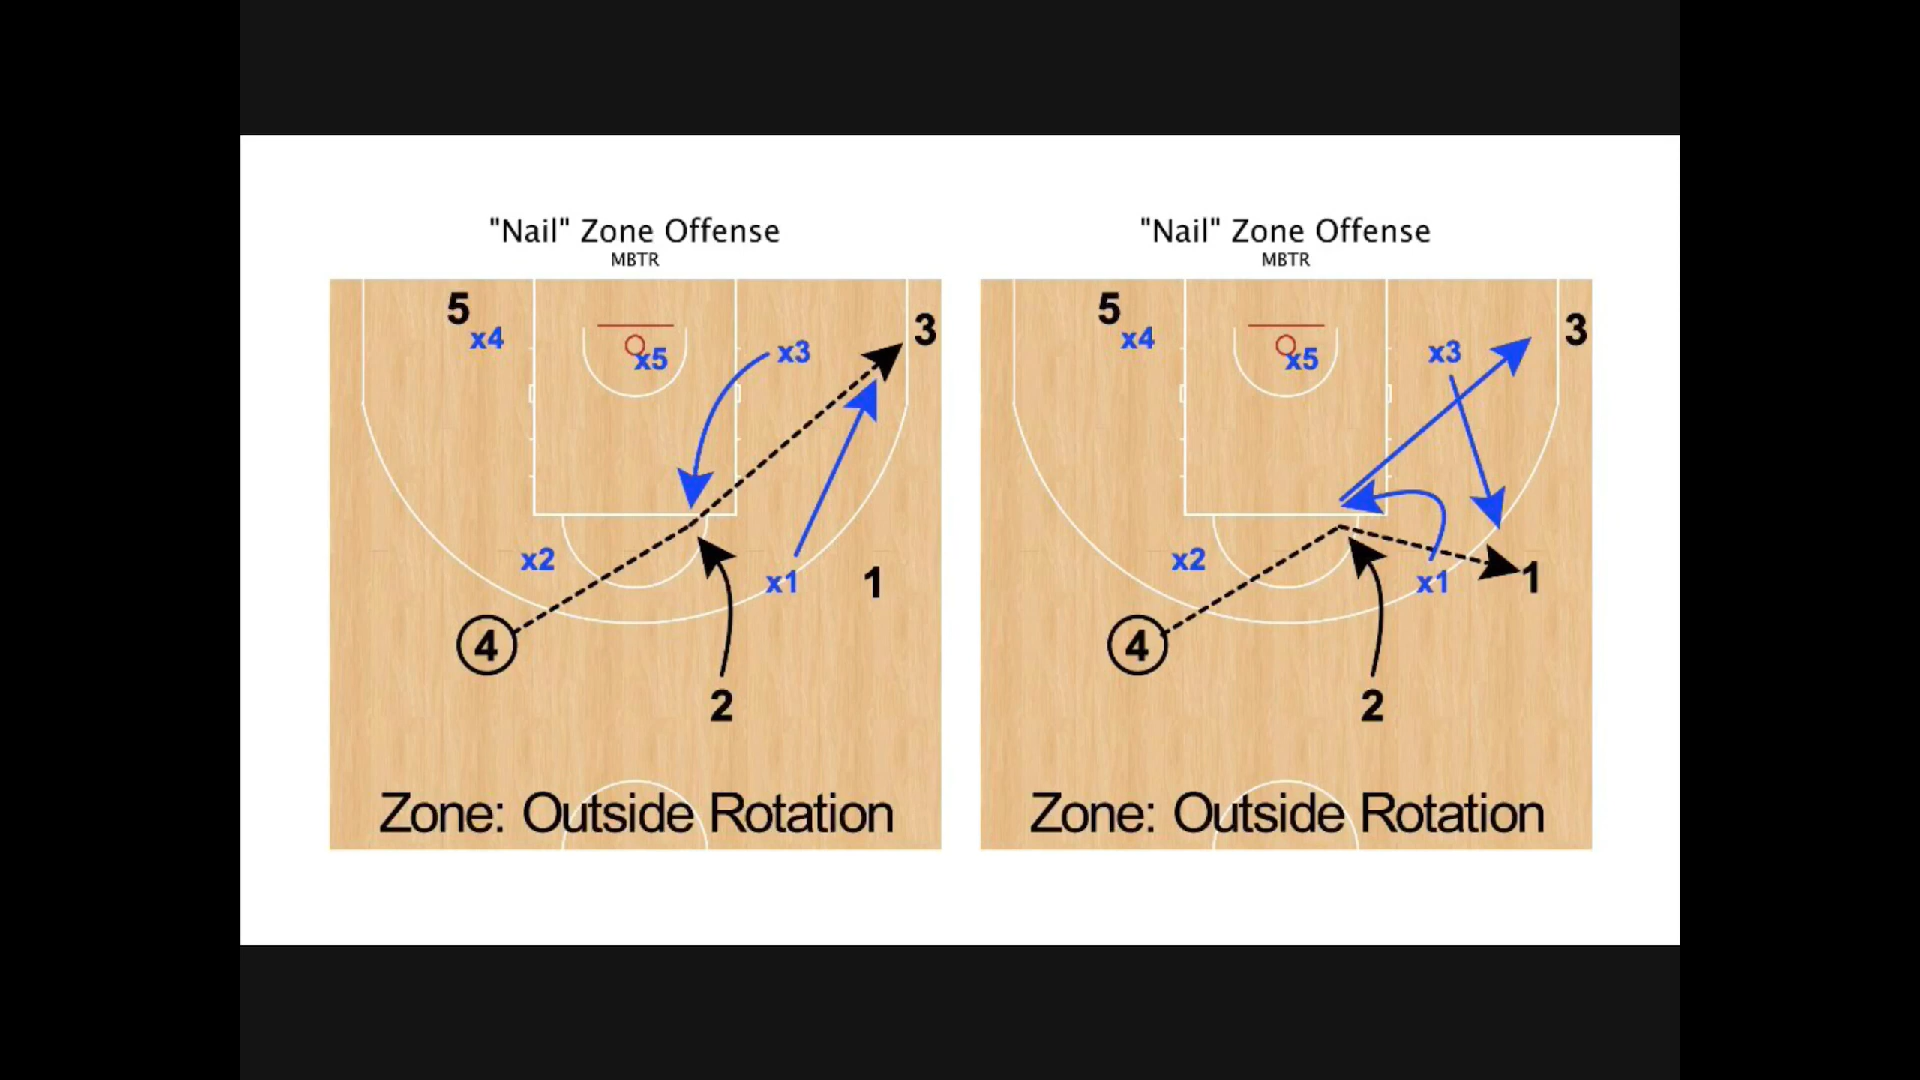 "Nail" Zone Offense
MBTR
5
x4
x5
x3
3
x2
x1
1
4
2
Zone: Outside Rotation
"Nail" Zone Offense
MBTR
5
x4
x5
x3
3
x2
x1
1
4
2
Zone: Outside Rotation